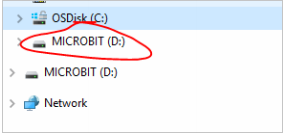 OSDisk (C:)
MICROBIT (D:)
MICROBIT (D:)
Network